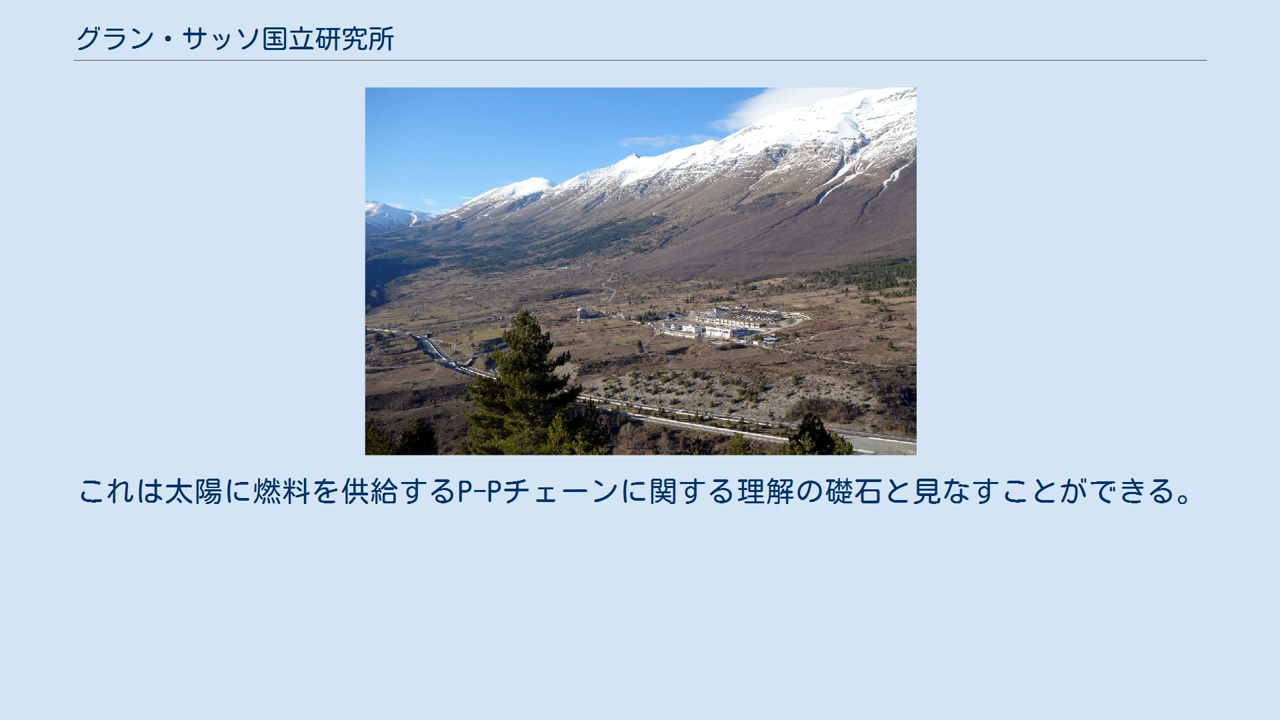 グラン・サッソ国立研究所
これは太陽に燃料を供給するP-Pチェーンに関する理解の礎石と見なすことができる。